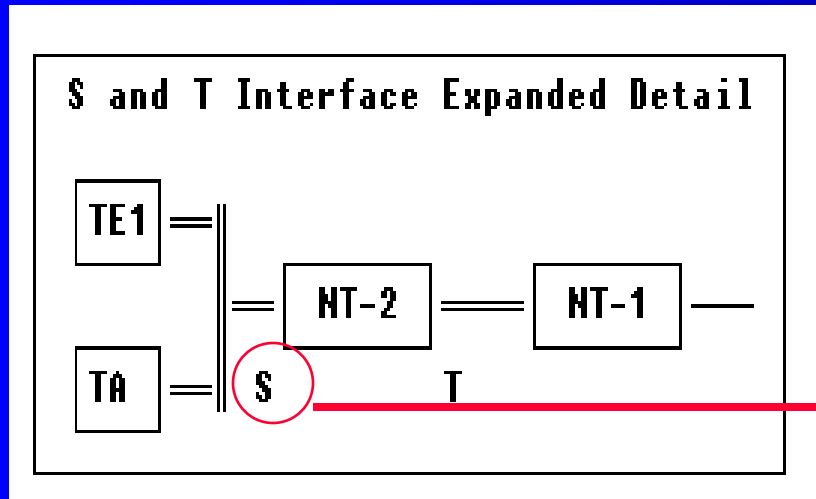 S and T Interface Expanded Detail
TE1
NT-2
NT-1
TA
S
T